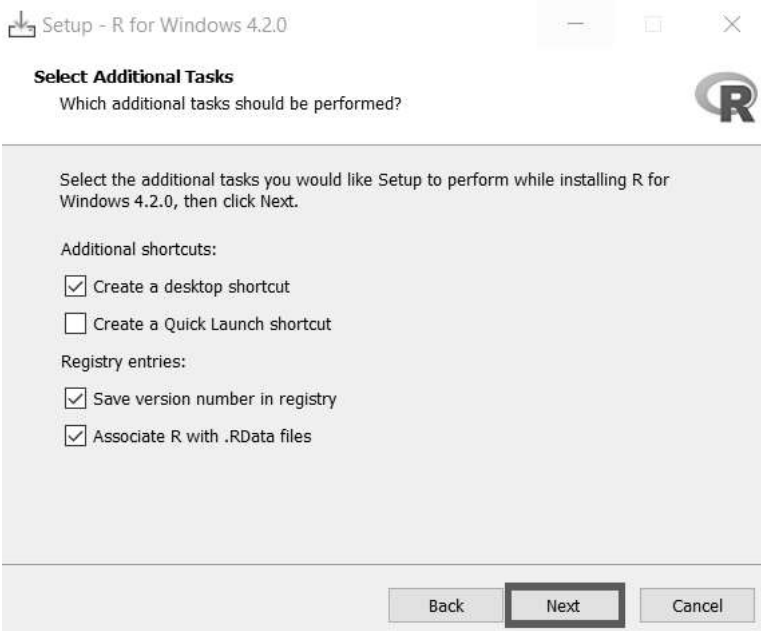 Setup - R for Windows 4.2.0
Select Additional Tasks
Which additional tasks should be performed?
R
Select the additional tasks you would like Setup to perform while installing R for
Windows 4.2.0, then click Next.
Additional shortcuts:
Create a desktop shortcut
Create a Quick Launch shortcut
Registry entries:
Save version number in registry
Associate R with .RData files
Back Next Cancel